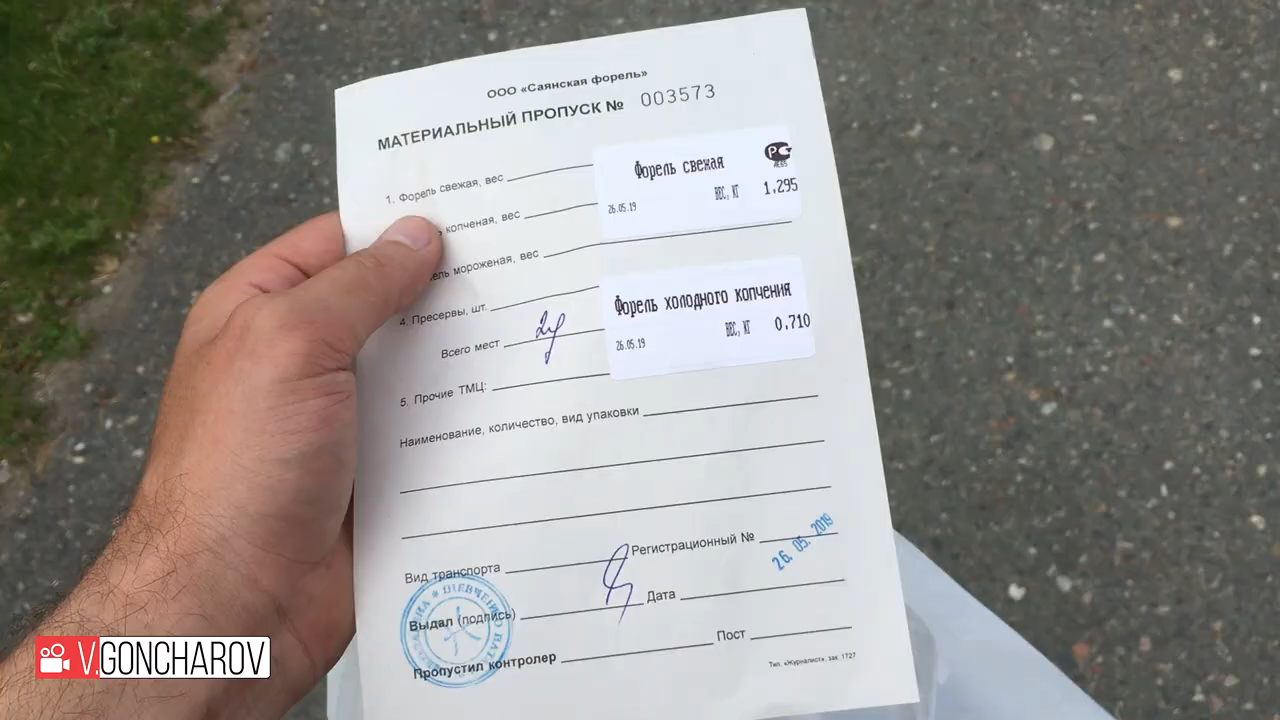 ООО «Саянская форель»
МАТЕРИАЛЬНЫЙ ПРОПУСК № 003573
1. Форель свежая, вес
Форель свежая
26.05.19 ВЕС, КГ 1.295
копченая, вес
ель мороженая, вес
4. Пресервы, шт.
Форель холодного копчения
26.05.19 ВЕС, КГ 0.710
Всего мест
5. Прочие ТМЦ:
Наименование, количество, вид упаковки
Вид транспорта Регистрационный №
26. 05. 2019
Выдал (подпись) Дата
Пропустил контролер Пост
Тип. «Журналист», зак. 1727
V.GONCHAROV